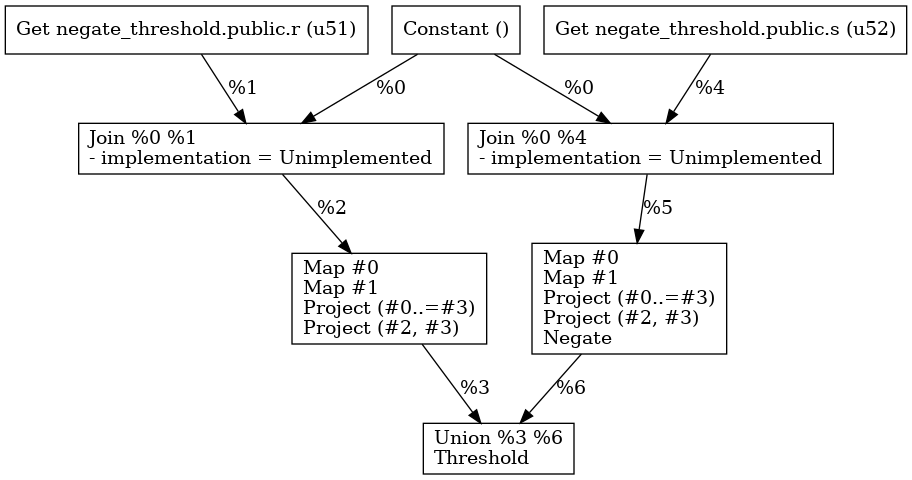 Get negate_threshold.public.r (u51)
Constant ()
Get negate_threshold.public.s (u52)
%1
%0
%0
%4
Join %0 %1
- implementation = Unimplemented
Join %0 %4
- implementation = Unimplemented
%2
%5
Map #0
Map #1
Project (#0..=#3)
Project (#2, #3)
Map #0
Map #1
Project (#0..=#3)
Project (#2, #3)
Negate
%3
%6
Union %3 %6
Threshold